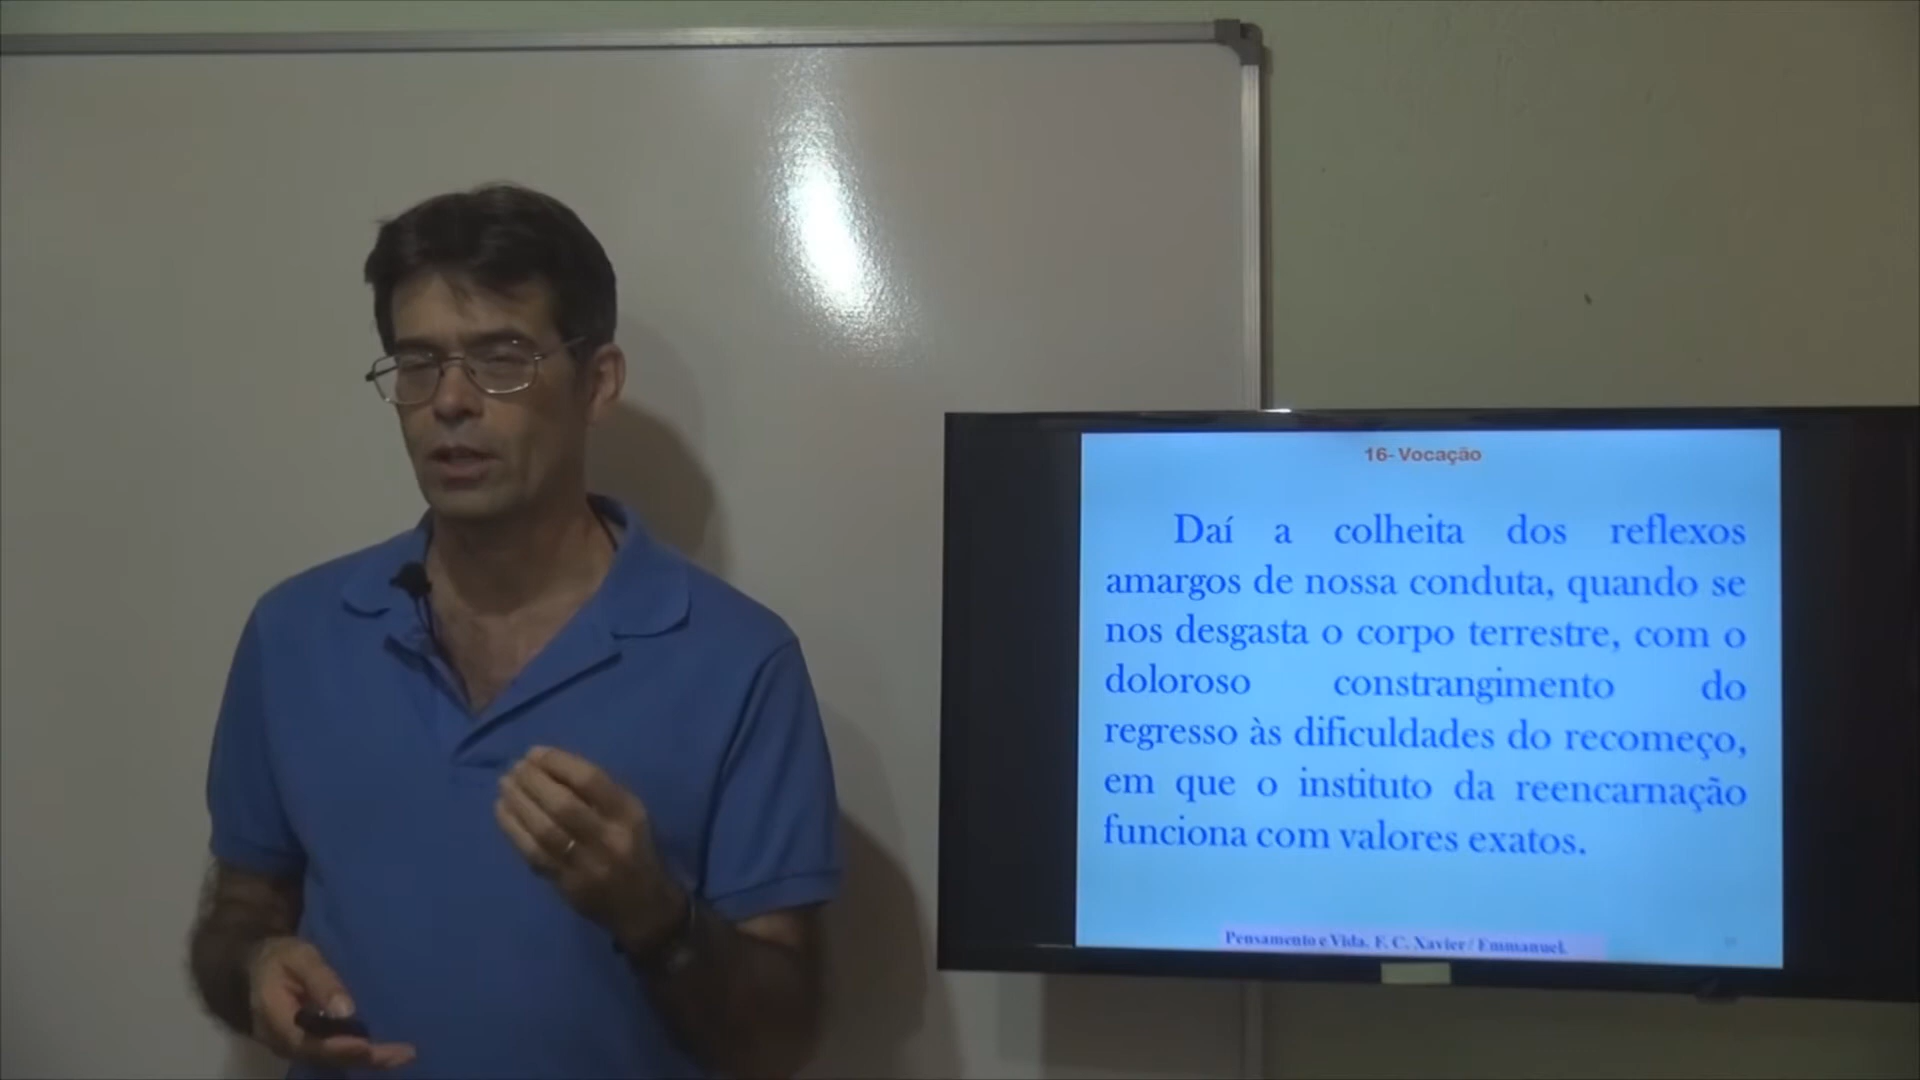 16- Vocação
Daí a colheita dos reflexos
amargos de nossa conduta, quando se
nos desgasta o corpo terrestre, com o
doloroso constrangimento do
regresso às dificuldades do recomeço,
em que o instituto da reencarnação
funciona com valores exatos.
Pensamento e Vida. F. C. Xavier / Emmanuel.